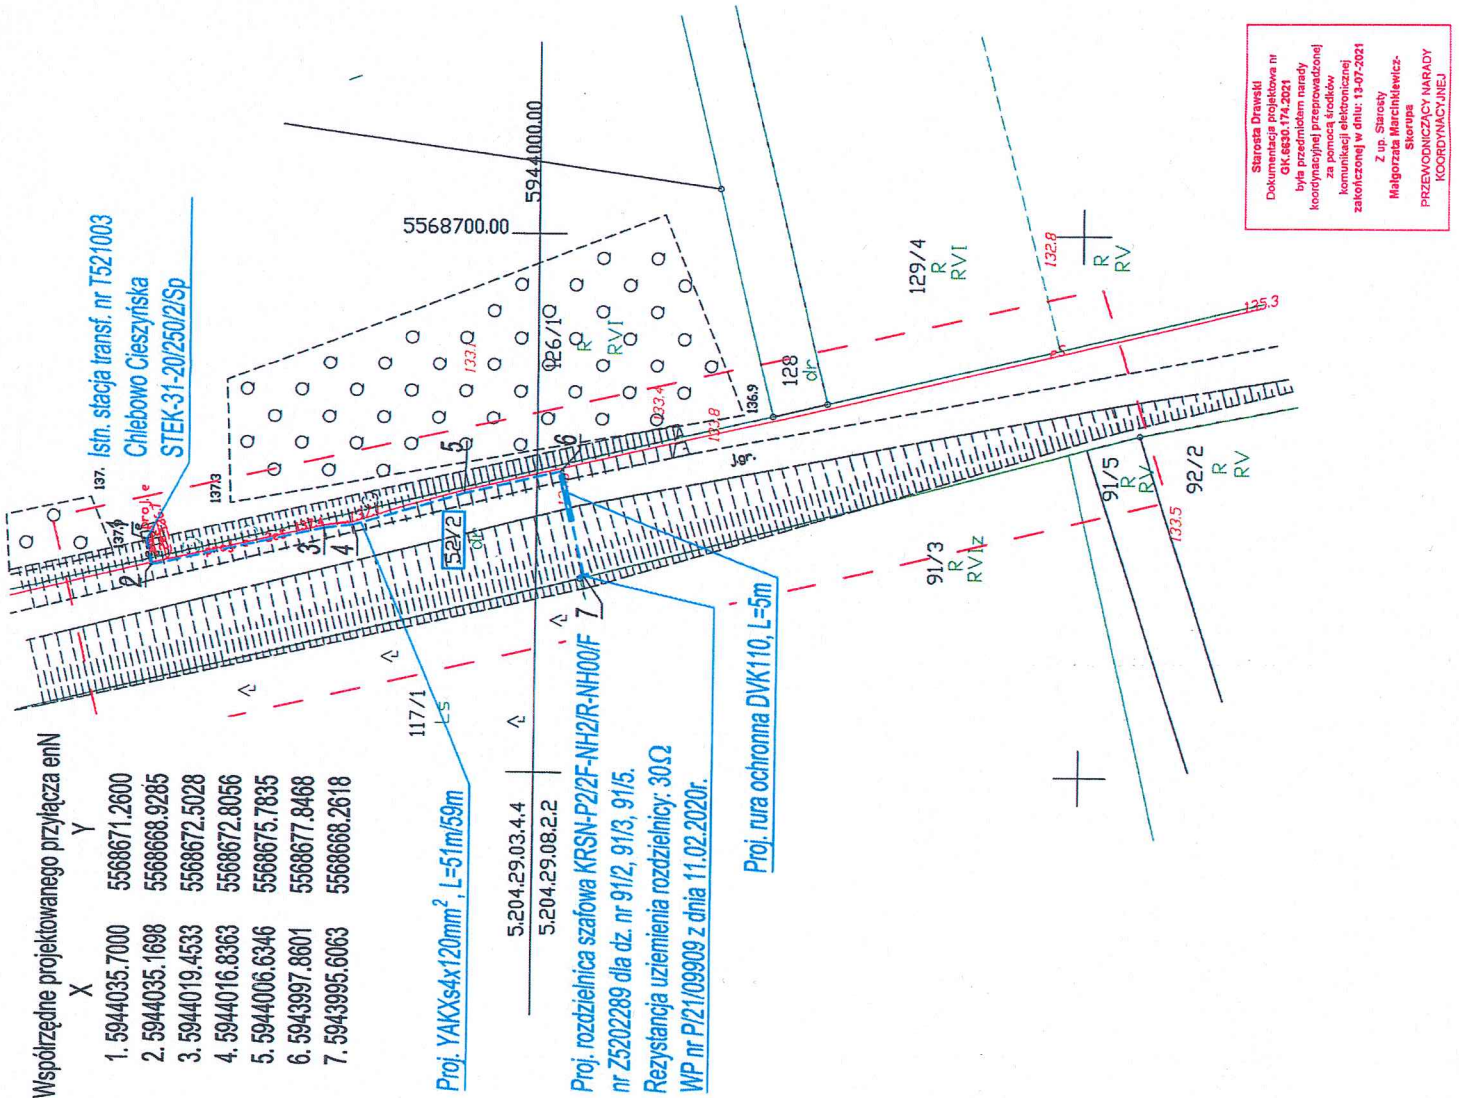 Współrzędne projektowanego przyłącza enN
X Y
1. 5944035.7000 5568671.2600
2. 5944035.1698 5568668.9285
3. 5944019.4533 5568672.5028
4. 5944016.8363 5568672.8056
5. 5944006.6346 5568675.7835
6. 5943997.8601 5568677.8468
7. 5943995.6063 5568668.2618
Istn. stacja transf. nr T521003
Chlebowo Cieszyńska
STEK-31-20/250/2/Sp
Proj. YAKXs4x120mm², L=51m/59m
5.204.29.03.4.4
5.204.29.08.2.2
Proj. rozdzielnica szafowa KRSN-P2/2F-NH2/R-NH00/F
nr Z5202289 dla dz. nr 91/2, 91/3, 91/5.
Rezystancja uziemienia rozdzielnicy: 30Ω
WP nr P/21/09909 z dnia 11.02.2020r.
Proj. rura ochronna DVK110, L=5m
5568700.00
5944000.00
137.
137.3
2
3
4
5
6
7
52/2
dr
117/1
Ls
126/1
R
RVI
133.1
133.4
133.8
136.9
128
dr
j.gr.
129/4
R
RVI
132.8
R
RV
125.3
91/3
R
RVIz
91/5
R
RV
92/2
R
RV
133.5
Starosta Drawski
Dokumentacja projektowa nr
GK.6630.174.2021
była przedmiotem narady
koordynacyjnej przeprowadzonej
za pomocą środków
komunikacji elektronicznej
zakończonej w dniu: 13-07-2021
Z up. Starosty
Małgorzata Marcinkiewicz-
Skorupa
PRZEWODNICZĄCY NARADY
KOORDYNACYJNEJ